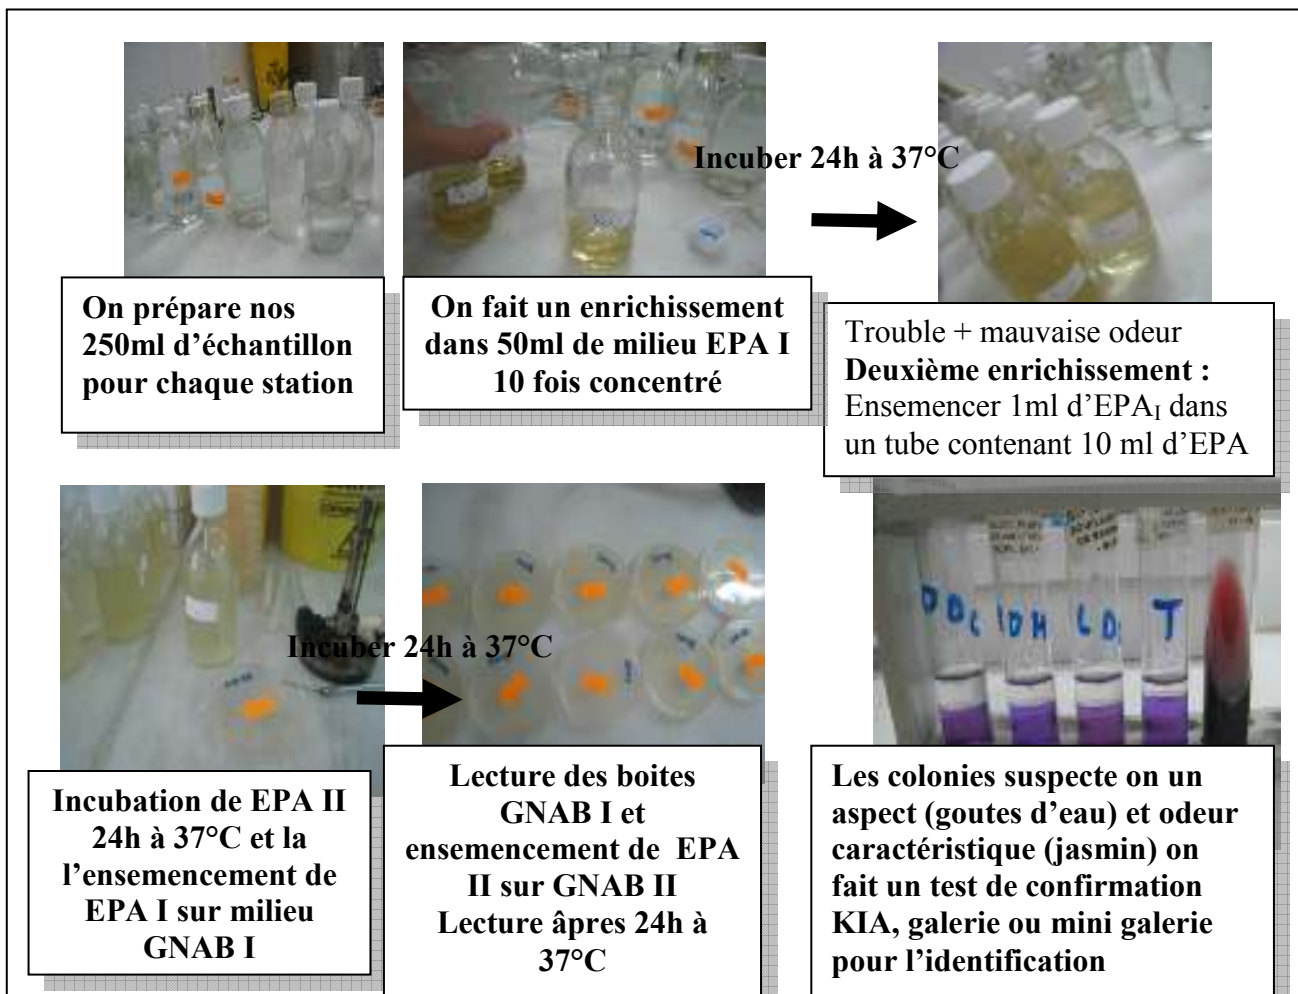 On prépare nos
250ml d’échantillon
pour chaque station
On fait un enrichissement
dans 50ml de milieu EPA I
10 fois concentré
Incuber 24h à 37°C
Trouble + mauvaise odeur
Deuxième enrichissement :
Ensemencer 1ml d’EPAI dans
un tube contenant 10 ml d’EPA
Incuber 24h à 37°C
Incubation de EPA II
24h à 37°C et la
l’ensemencement de
EPA I sur milieu
GNAB I
Lecture des boites
GNAB I et
ensemencement de EPA
II sur GNAB II
Lecture âpres 24h à
37°C
T
Les colonies suspecte on un
aspect (goutes d’eau) et odeur
caractéristique (jasmin) on
fait un test de confirmation
KIA, galerie ou mini galerie
pour l’identification